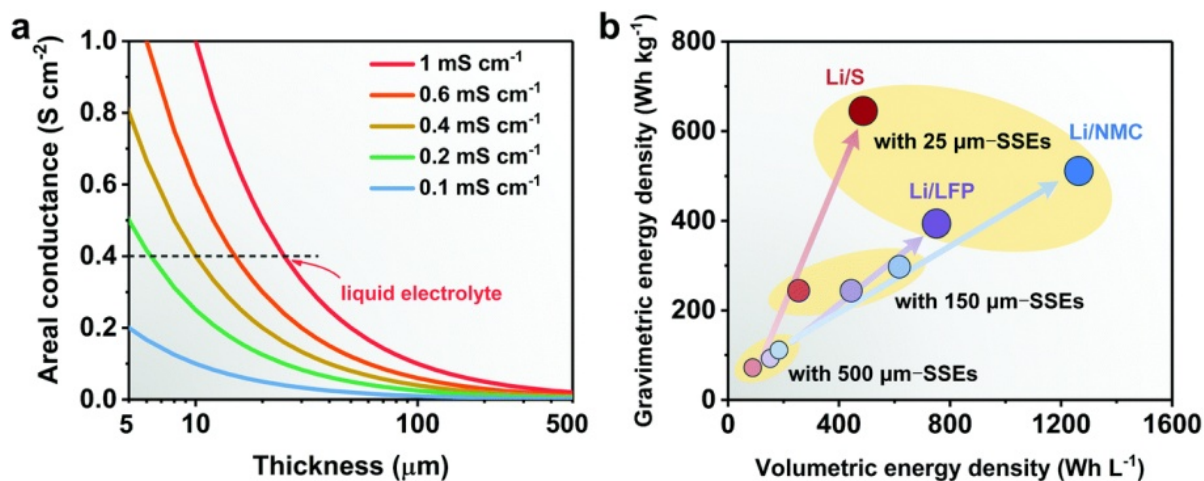 a
Areal conductance (S cm⁻²)
1.0
0.8
0.6
0.4
0.2
0.0
1 mS cm⁻¹
0.6 mS cm⁻¹
0.4 mS cm⁻¹
0.2 mS cm⁻¹
0.1 mS cm⁻¹
liquid electrolyte
5
10
100
500
Thickness (μm)
b
Gravimetric energy density (Wh kg⁻¹)
800
600
400
200
0
Li/S
with 25 μm−SSEs
Li/NMC
Li/LFP
with 150 μm−SSEs
with 500 μm−SSEs
0
400
800
1200
1600
Volumetric energy density (Wh L⁻¹)